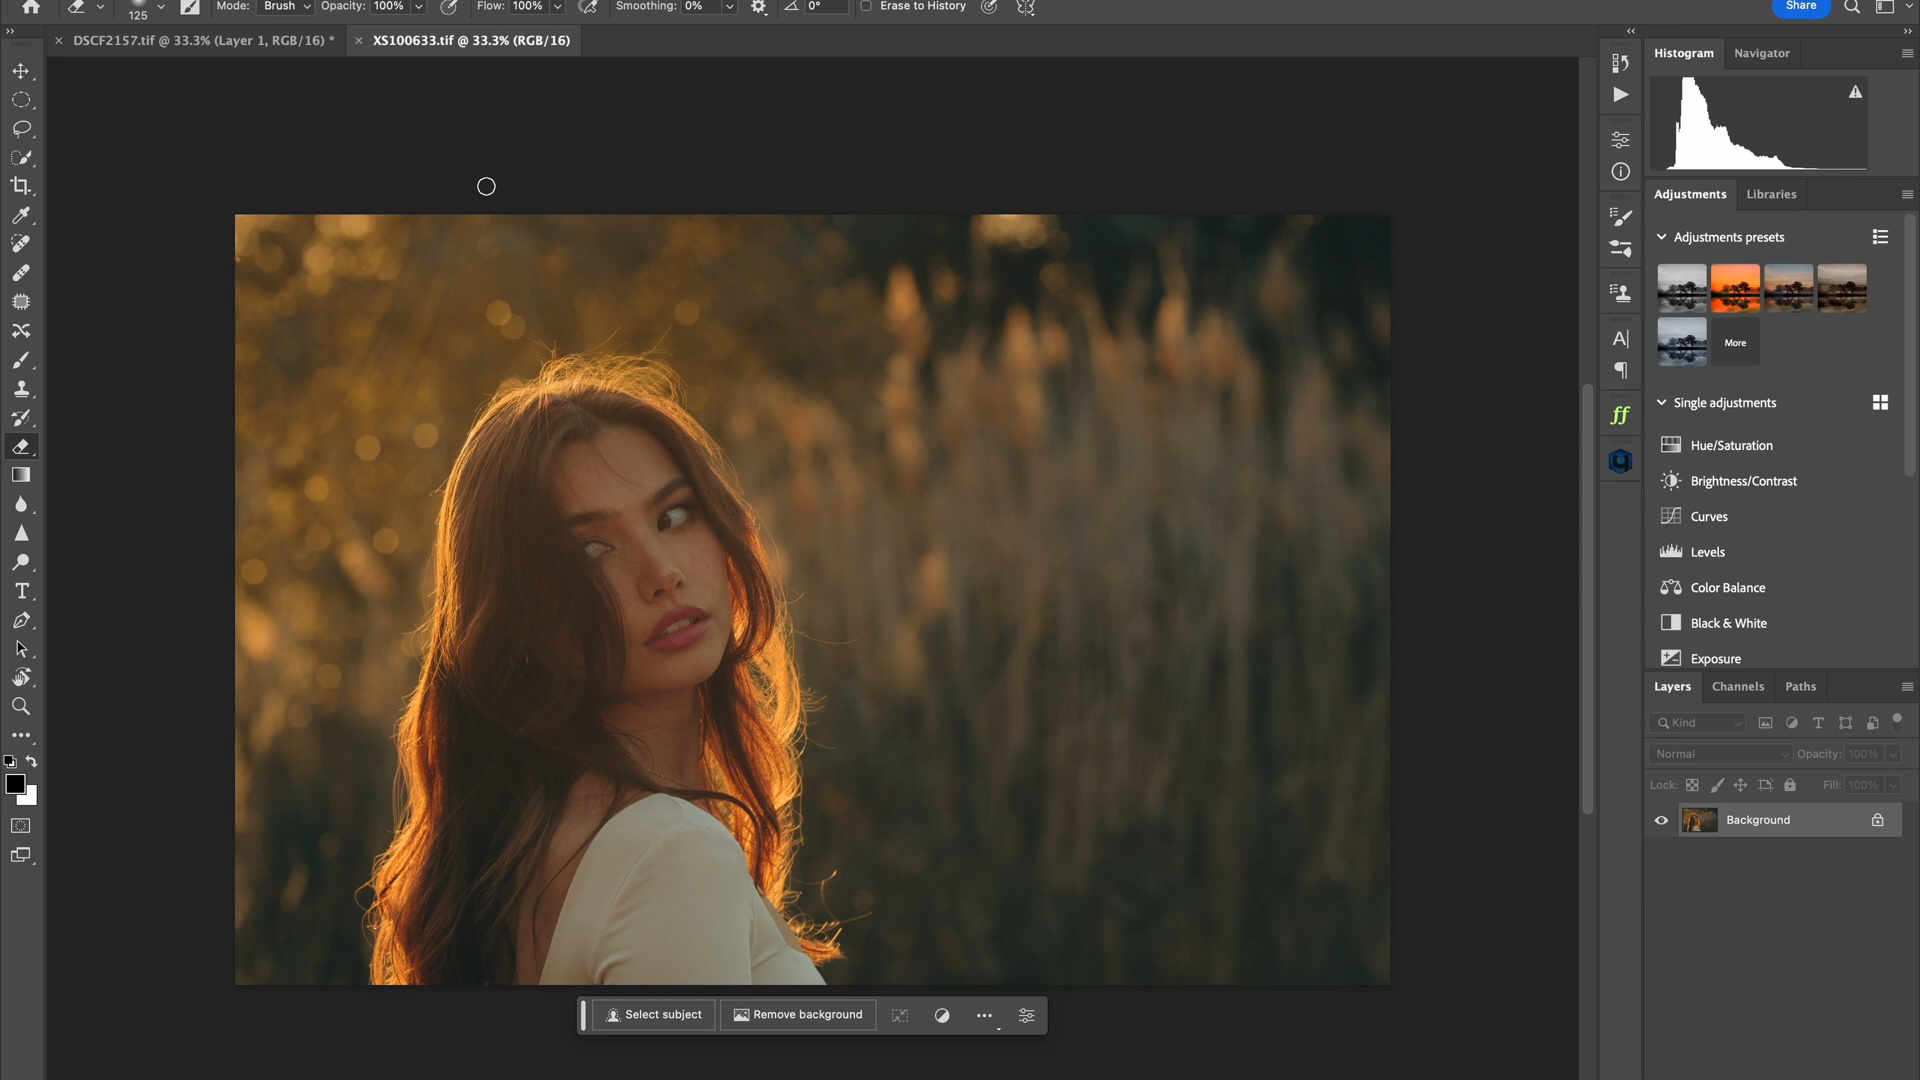 125
Mode: Brush Opacity: 100% Flow: 100% Smoothing: 0% 0° Erase to History Share
DSCF2157.tif @ 33.3% (Layer 1, RGB/16) * XS100633.tif @ 33.3% (RGB/16)
Histogram Navigator
Adjustments Libraries
Adjustments presets
More
Single adjustments
Hue/Saturation
Brightness/Contrast
Curves
Levels
Color Balance
Black & White
Exposure
Layers Channels Paths
Kind
Normal Opacity: 100%
Lock: Fill: 100%
Background
Select subject Remove background